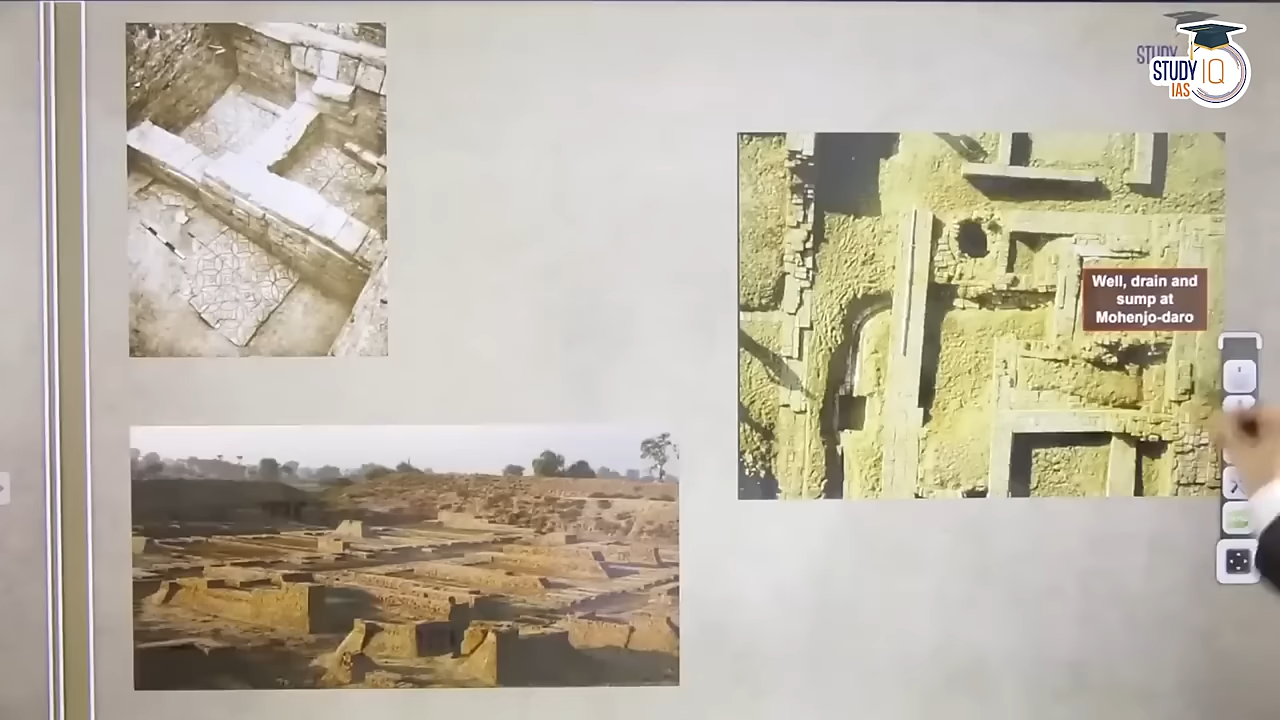 STUDY
STUDY IQ
IAS
Well, drain and
sump at
Mohenjo-daro